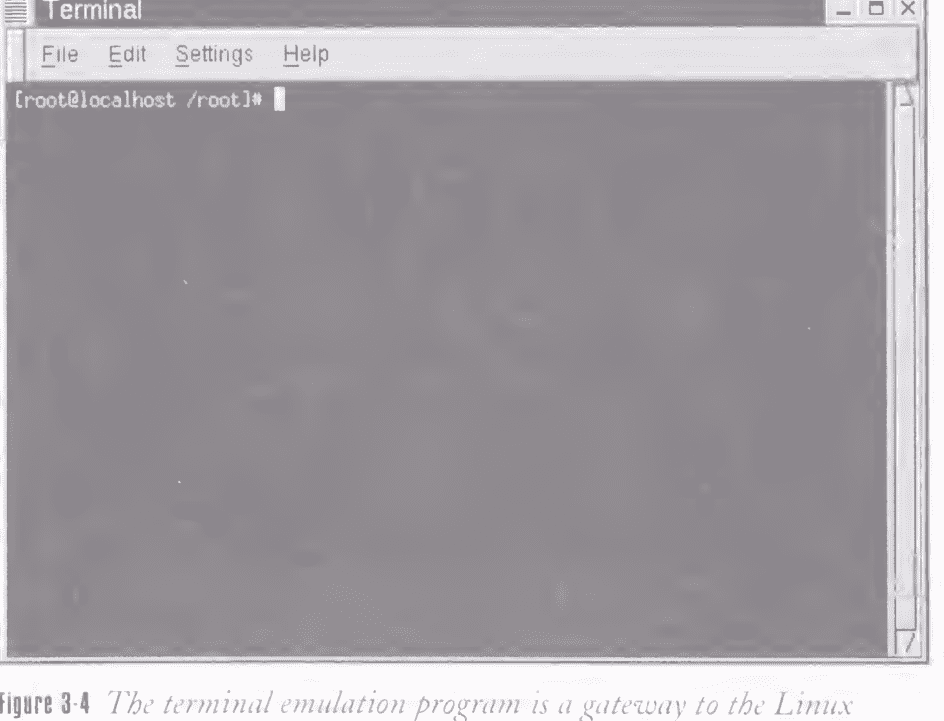 Terminal
File Edit Settings Help
[root@localhost /root]#
Figure 3-4 The terminal emulation program is a gateway to the Linux